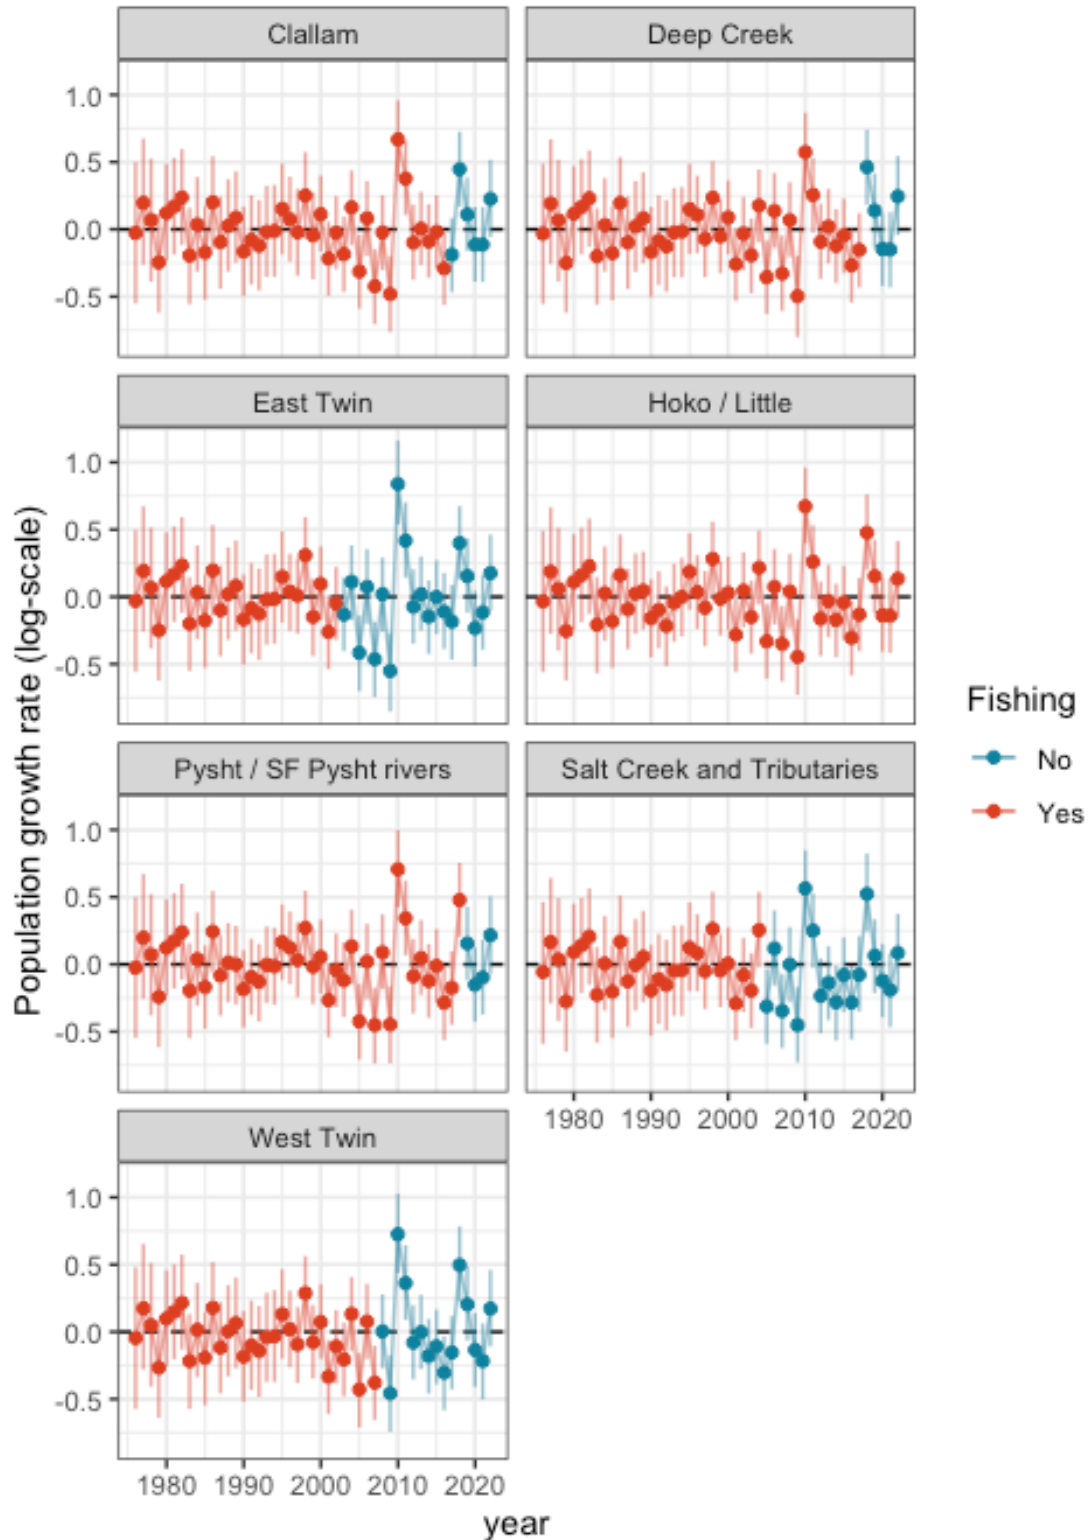 Clallam
Deep Creek
1.0
0.5
0.0
-0.5
East Twin
Hoko / Little
1.0
0.5
0.0
-0.5
Pysht / SF Pysht rivers
Salt Creek and Tributaries
1.0
0.5
0.0
-0.5
1980 1990 2000 2010 2020
West Twin
1.0
0.5
0.0
-0.5
1980 1990 2000 2010 2020
year
Population growth rate (log-scale)
Fishing
No
Yes